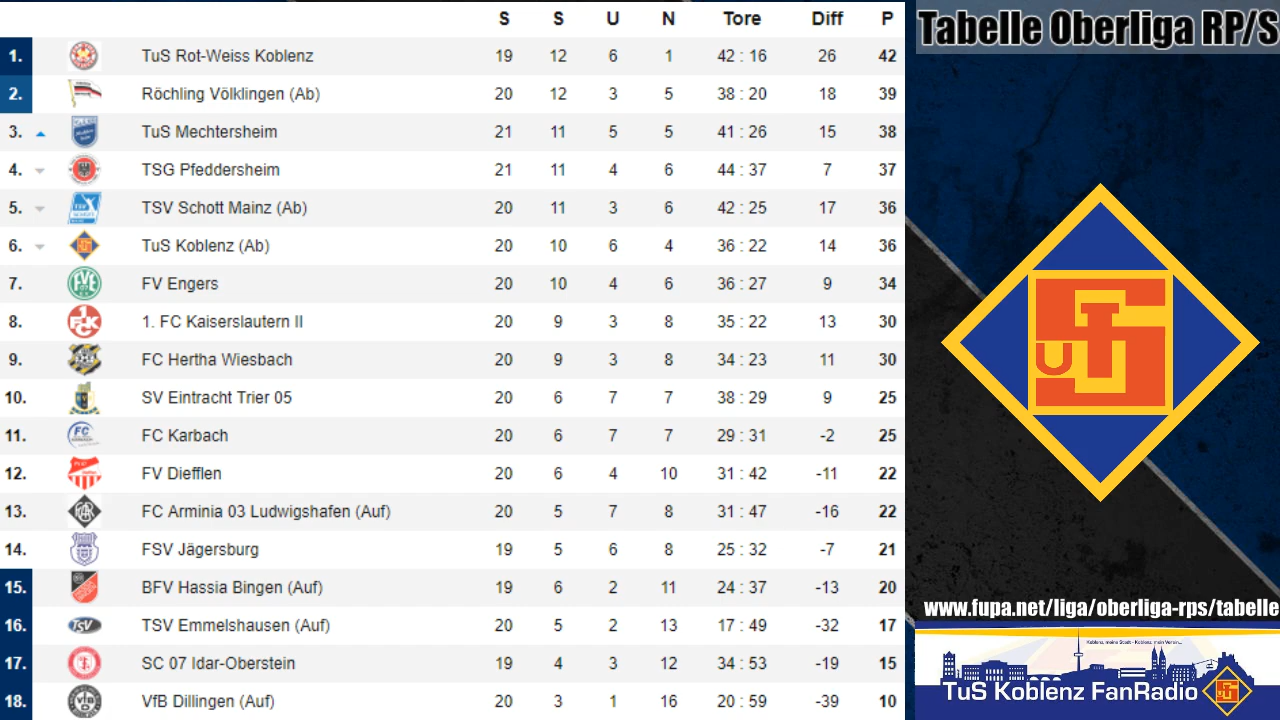 S S U N Tore Diff P
1. TuS Rot-Weiss Koblenz 19 12 6 1 42 : 16 26 42
2. Röchling Völklingen (Ab) 20 12 3 5 38 : 20 18 39
3. TuS Mechtersheim 21 11 5 5 41 : 26 15 38
4. TSG Pfeddersheim 21 11 4 6 44 : 37 7 37
5. TSV Schott Mainz (Ab) 20 11 3 6 42 : 25 17 36
6. TuS Koblenz (Ab) 20 10 6 4 36 : 22 14 36
7. FV Engers 20 10 4 6 36 : 27 9 34
8. 1. FC Kaiserslautern II 20 9 3 8 35 : 22 13 30
9. FC Hertha Wiesbach 20 9 3 8 34 : 23 11 30
10. SV Eintracht Trier 05 20 6 7 7 38 : 29 9 25
11. FC Karbach 20 6 7 7 29 : 31 -2 25
12. FV Diefflen 20 6 4 10 31 : 42 -11 22
13. FC Arminia 03 Ludwigshafen (Auf) 20 5 7 8 31 : 47 -16 22
14. FSV Jägersburg 19 5 6 8 25 : 32 -7 21
15. BFV Hassia Bingen (Auf) 19 6 2 11 24 : 37 -13 20
16. TSV Emmelshausen (Auf) 20 5 2 13 17 : 49 -32 17
17. SC 07 Idar-Oberstein 19 4 3 12 34 : 53 -19 15
18. VfB Dillingen (Auf) 20 3 1 16 20 : 59 -39 10
Tabelle Oberliga RP/S
TuS
www.fupa.net/liga/oberliga-rps/tabelle
Koblenz, meine Stadt - Koblenz, mein Verein...
TuS Koblenz FanRadio